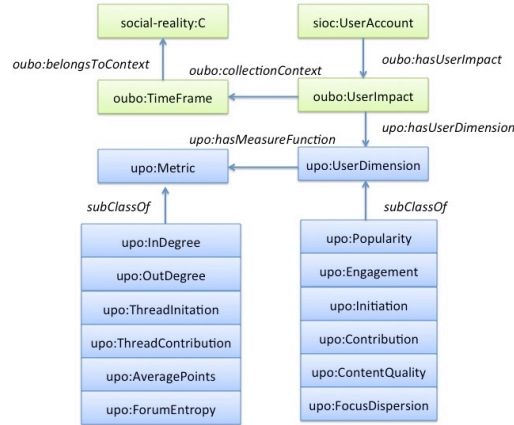 social-reality:C
sioc:UserAccount
oubo:belongsToContext
oubo:collectionContext
oubo:hasUserImpact
oubo:TimeFrame
oubo:UserImpact
upo:hasMeasureFunction
upo:hasUserDimension
upo:Metric
upo:UserDimension
subClassOf
subClassOf
upo:InDegree
upo:OutDegree
upo:ThreadInitation
upo:ThreadContribution
upo:AveragePoints
upo:ForumEntropy
upo:Popularity
upo:Engagement
upo:Initiation
upo:Contribution
upo:ContentQuality
upo:FocusDispersion